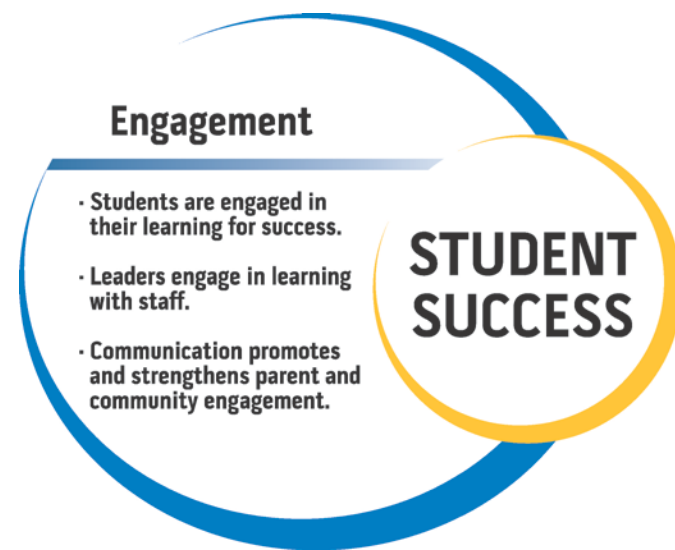 Engagement
· Students are engaged in
their learning for success.
· Leaders engage in learning
with staff.
· Communication promotes
and strengthens parent and
community engagement.
STUDENT
SUCCESS